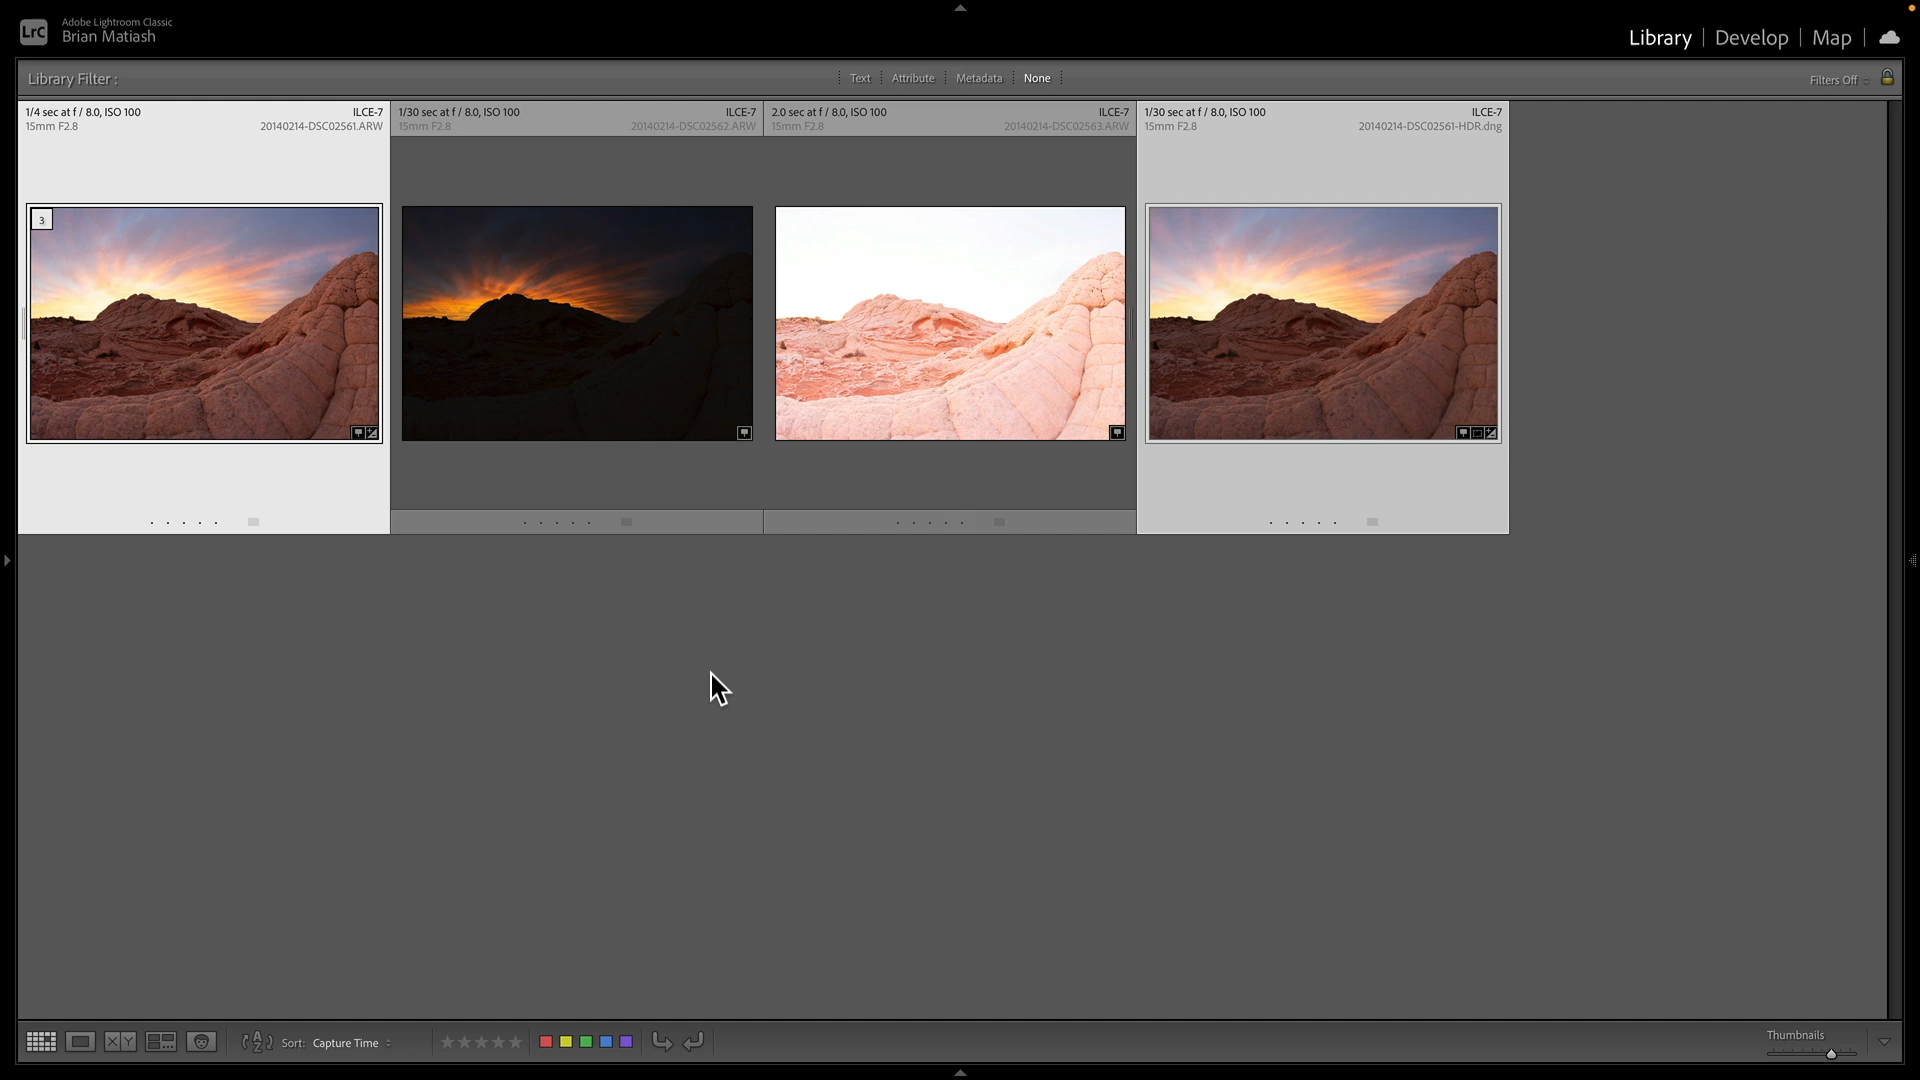 LrC
Adobe Lightroom Classic
Brian Matiash
Library | Develop | Map
Library Filter :
Text Attribute Metadata None
Filters Off
1/4 sec at f / 8.0, ISO 100 ILCE-7
15mm F2.8 20140214-DSC02561.ARW
3
1/30 sec at f / 8.0, ISO 100 ILCE-7
15mm F2.8 20140214-DSC02562.ARW
2.0 sec at f / 8.0, ISO 100 ILCE-7
15mm F2.8 20140214-DSC02563.ARW
1/30 sec at f / 8.0, ISO 100 ILCE-7
15mm F2.8 20140214-DSC02561-HDR.dng
X Y
A
Z
Sort: Capture Time
Thumbnails